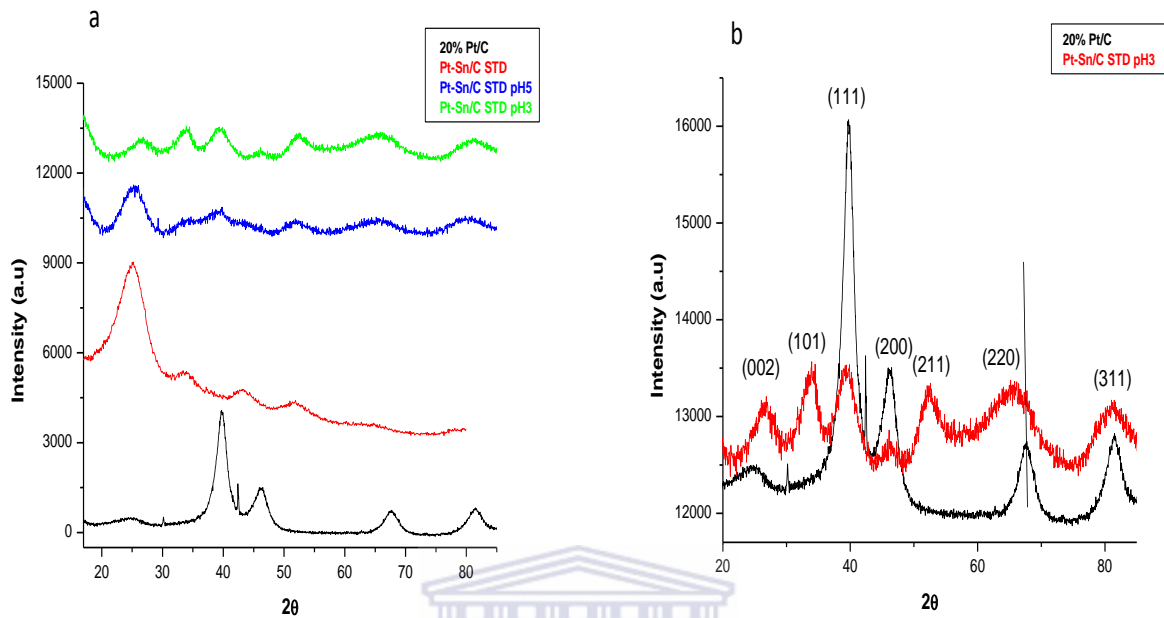 a
20% Pt/C
Pt-Sn/C STD
Pt-Sn/C STD pH5
Pt-Sn/C STD pH3
15000
12000
9000
6000
3000
0
Intensity (a.u)
20 30 40 50 60 70 80
2θ
b
20% Pt/C
Pt-Sn/C STD pH3
16000
15000
14000
13000
12000
Intensity (a.u)
(002)
(101)
(111)
(200)
(211)
(220)
(311)
20 40 60 80
2θ